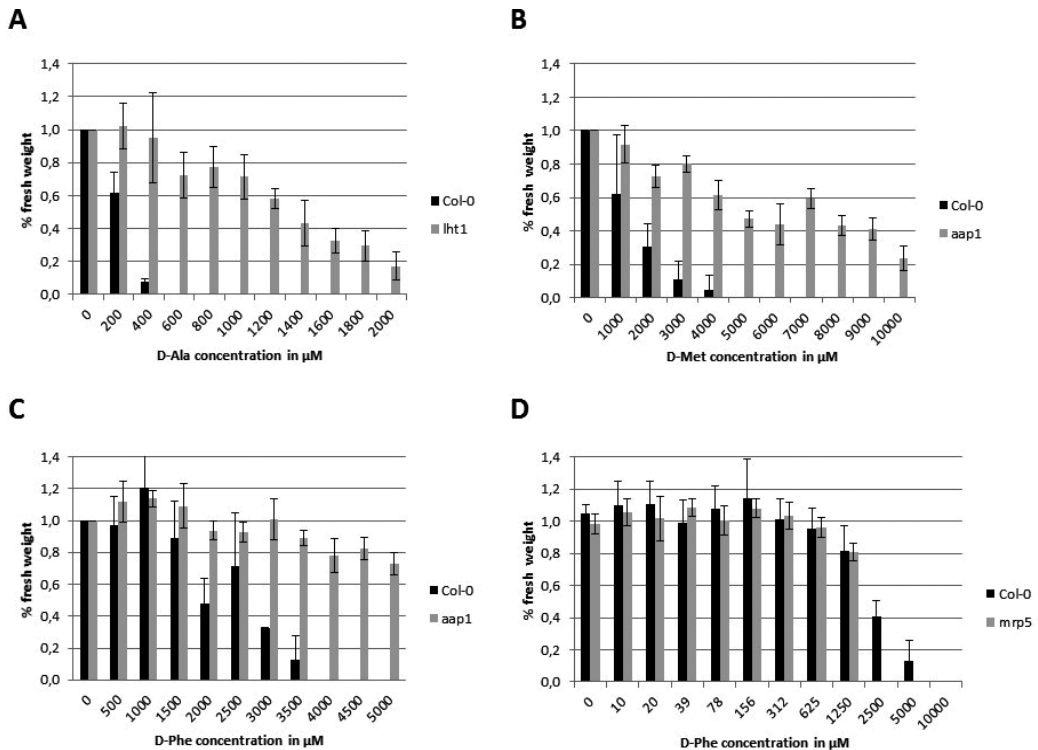 A
1,4
1,2
1,0
0,8
0,6
0,4
0,2
0,0
% fresh weight
0 200 400 600 800 1000 1200 1400 1600 1800 2000
D-Ala concentration in µM
Col-0
lht1
B
1,4
1,2
1,0
0,8
0,6
0,4
0,2
0,0
% fresh weight
0 1000 2000 3000 4000 5000 6000 7000 8000 9000 10000
D-Met concentration in µM
Col-0
aap1
C
1,4
1,2
1,0
0,8
0,6
0,4
0,2
0,0
% fresh weight
0 500 1000 1500 2000 2500 3000 3500 4000 4500 5000
D-Phe concentration in µM
Col-0
aap1
D
1,4
1,2
1,0
0,8
0,6
0,4
0,2
0,0
% fresh weight
0 10 20 39 78 156 312 625 1250 2500 5000 10000
D-Phe concentration in µM
Col-0
mrp5